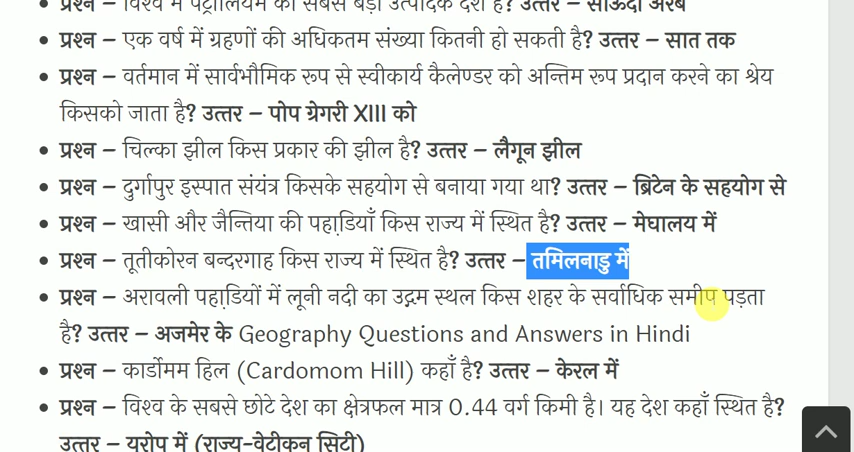 प्रश्न – विश्व में पेट्रोलियम का सबसे बड़ा उत्पादक देश है? उत्तर – साऊदी अरब
प्रश्न – एक वर्ष में ग्रहणों की अधिकतम संख्या कितनी हो सकती है? उत्तर – सात तक
प्रश्न – वर्तमान में सार्वभौमिक रूप से स्वीकार्य कैलेण्डर को अन्तिम रूप प्रदान करने का श्रेय
किसको जाता है? उत्तर – पोप ग्रेगरी XIII को
प्रश्न – चिल्का झील किस प्रकार की झील है? उत्तर – लैगून झील
प्रश्न – दुर्गापुर इस्पात संयंत्र किसके सहयोग से बनाया गया था? उत्तर – ब्रिटेन के सहयोग से
प्रश्न – खासी और जैन्तिया की पहाडि़याँ किस राज्य में स्थित है? उत्तर – मेघालय में
प्रश्न – तूतीकोरन बन्दरगाह किस राज्य में स्थित है? उत्तर – तमिलनाडु में
प्रश्न – अरावली पहाडि़यों में लूनी नदी का उद्गम स्थल किस शहर के सर्वाधिक समीप पड़ता
है? उत्तर – अजमेर के Geography Questions and Answers in Hindi
प्रश्न – कार्डोमम हिल (Cardomom Hill) कहाँ है? उत्तर – केरल में
प्रश्न – विश्व के सबसे छोटे देश का क्षेत्रफल मात्र 0.44 वर्ग किमी है। यह देश कहाँ स्थित है?
उत्तर – यूरोप में (राज्य-वेटीकन सिटी)